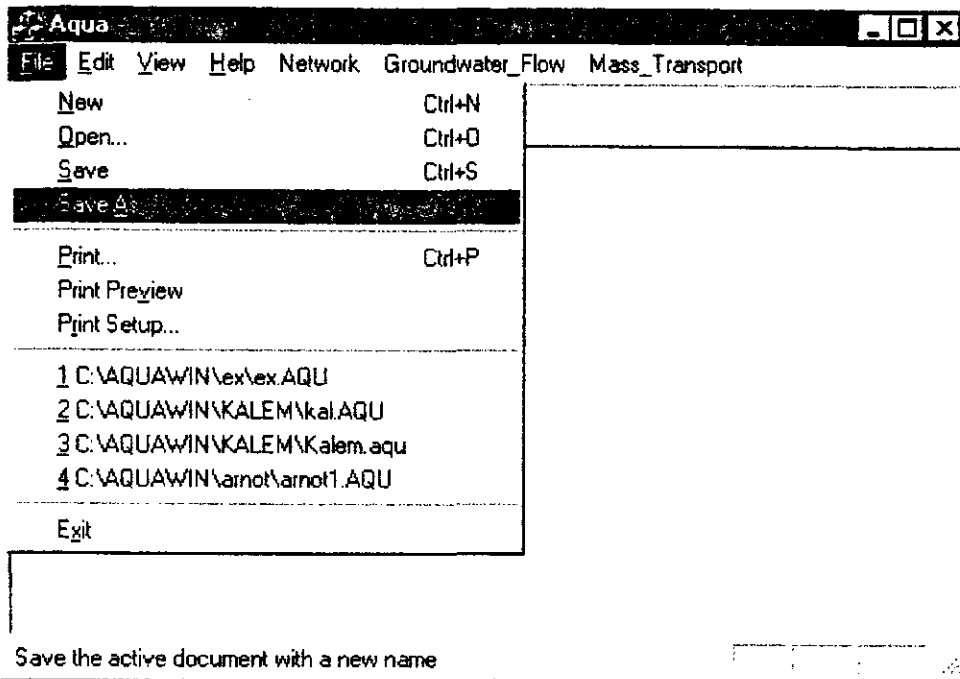 Aqua
File Edit View Help Network Groundwater_Flow Mass_Transport
New Ctrl+N
Open... Ctrl+O
Save Ctrl+S
Save As
Print... Ctrl+P
Print Preview
Print Setup...
1 C:\AQUAWIN\ex\ex.AQU
2 C:\AQUAWIN\KALEM\kal.AQU
3 C:\AQUAWIN\KALEM\Kalem.aqu
4 C:\AQUAWIN\arnot\arnot1.AQU
Exit
Save the active document with a new name